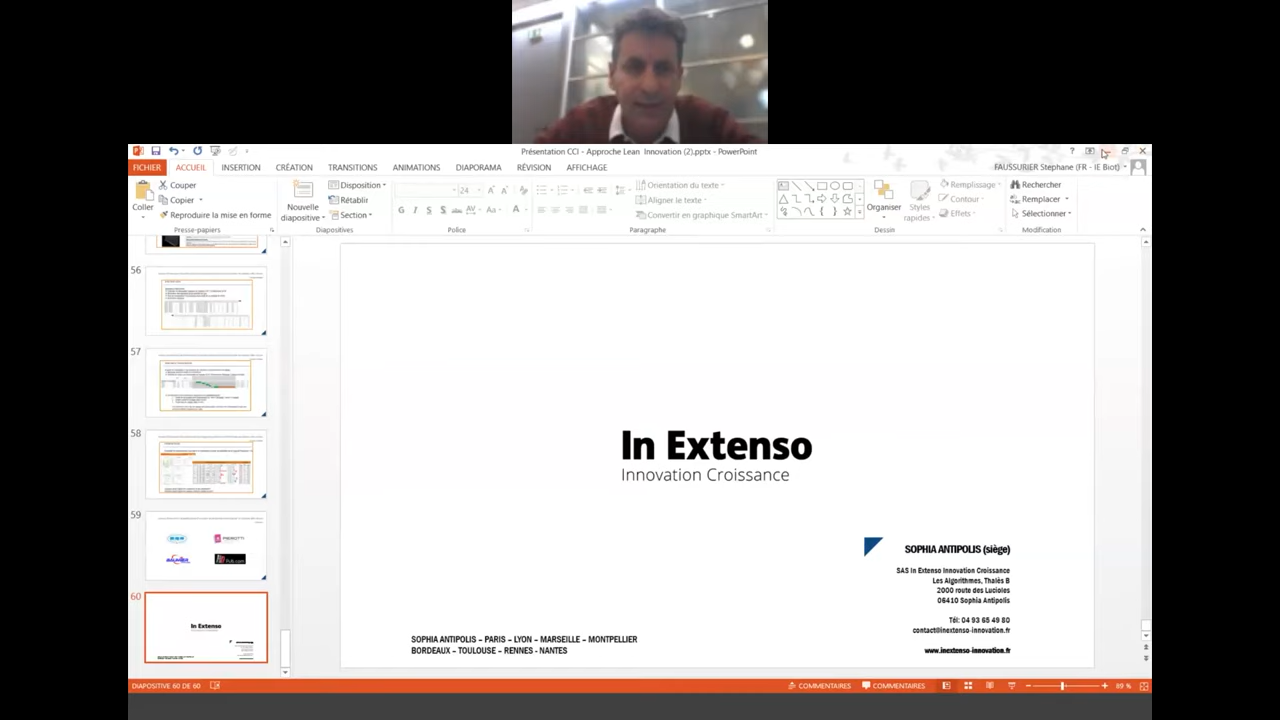 Présentation CCI - Approche Lean Innovation (2).pptx - PowerPoint
FICHIER ACCUEIL INSERTION CRÉATION TRANSITIONS ANIMATIONS DIAPORAMA RÉVISION AFFICHAGE FAUSSURIER Stephane (FR - IE Biot)
Coller
Couper
Copier
Reproduire la mise en forme
Presse-papiers
Nouvelle
diapositive
Disposition
Rétablir
Section
Diapositives
24
G I S S abc AV Aa A
Police
Orientation du texte
Aligner le texte
Convertir en graphique SmartArt
Paragraphe
Organiser
Styles
rapides
Remplissage
Contour
Effets
Dessin
Rechercher
Remplacer
Sélectionner
Modification
56
57
58
59
60
In Extenso
In Extenso
Innovation Croissance
SOPHIA ANTIPOLIS (siège)
SAS In Extenso Innovation Croissance
Les Algorithmes, Thalès B
2000 route des Lucioles
06410 Sophia Antipolis
Tél: 04 93 65 49 80
contact@inextenso-innovation.fr
www.inextenso-innovation.fr
SOPHIA ANTIPOLIS – PARIS – LYON – MARSEILLE – MONTPELLIER
BORDEAUX – TOULOUSE – RENNES - NANTES
DIAPOSITIVE 60 DE 60
COMMENTAIRES
COMMENTAIRES
89 %